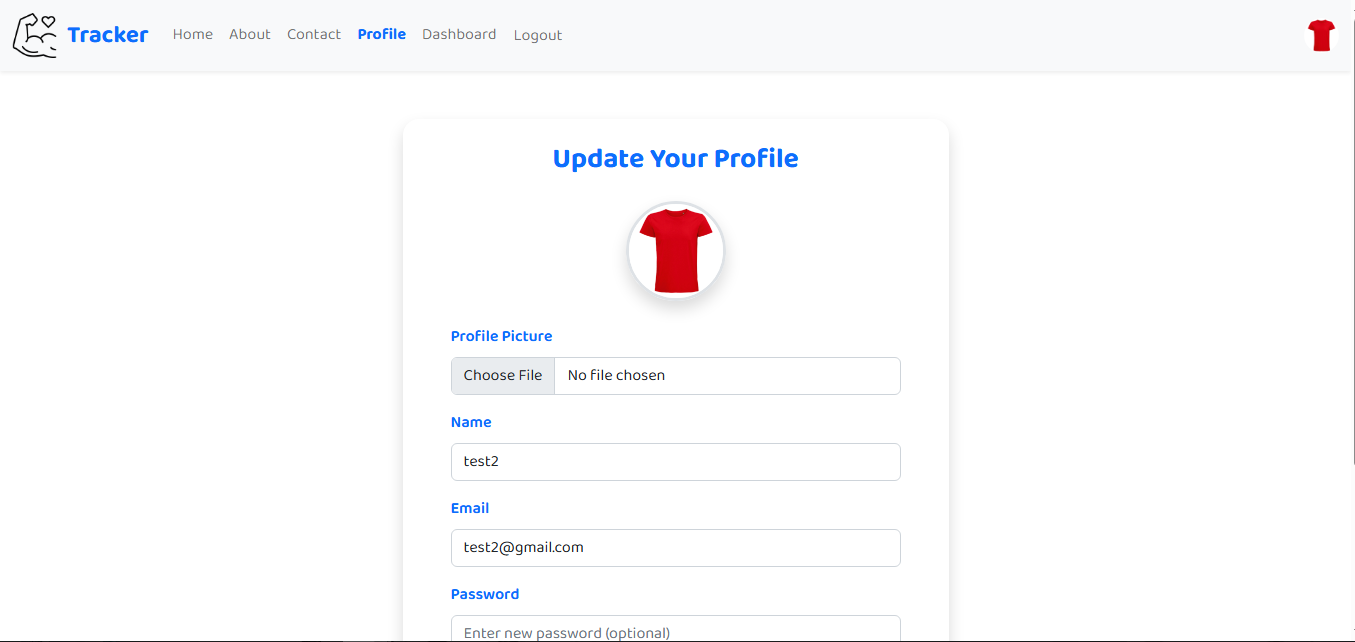 Tracker Home About Contact Profile Dashboard Logout
Update Your Profile
Profile Picture
Choose File No file chosen
Name
test2
Email
test2@gmail.com
Password
Enter new password (optional)